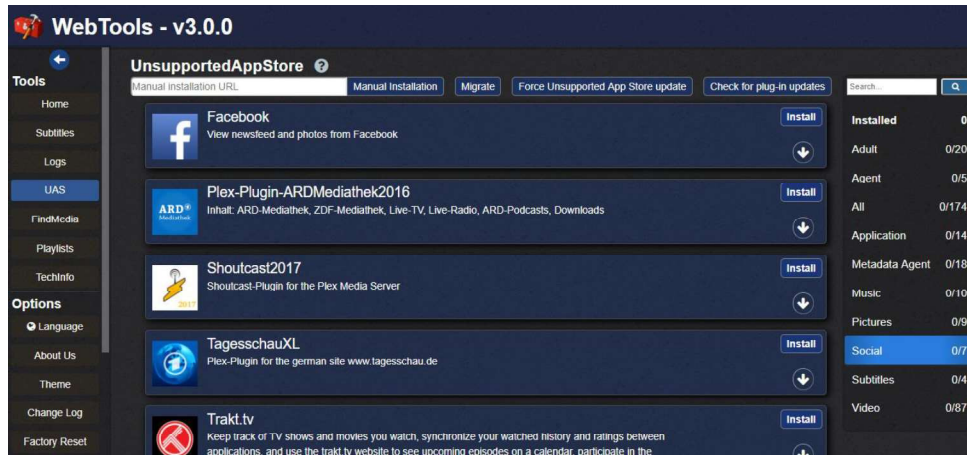 WebTools - v3.0.0
Tools
Home
Subtitles
Logs
UAS
FindMedia
Playlists
TechInfo
Options
Language
About Us
Theme
Change Log
Factory Reset
UnsupportedAppStore ?
Manual installation URL
Manual Installation
Migrate
Force Unsupported App Store update
Check for plug-in updates
Facebook
View newsfeed and photos from Facebook
Install
ARD
Mediathek
Plex-Plugin-ARDMediathek2016
Inhalt: ARD-Mediathek, ZDF-Mediathek, Live-TV, Live-Radio, ARD-Podcasts, Downloads
Install
2017
Shoutcast2017
Shoutcast-Plugin for the Plex Media Server
Install
TagesschauXL
Plex-Plugin for the german site www.tagesschau.de
Install
Trakt.tv
Keep track of TV shows and movies you watch, synchronize your watched history and ratings between
applications, and use the trakt.tv website to see upcoming episodes on a calendar, participate in the
Install
Search...
Installed 0
Adult 0/20
Agent 0/5
All 0/174
Application 0/14
Metadata Agent 0/18
Music 0/10
Pictures 0/9
Social 0/7
Subtitles 0/4
Video 0/87